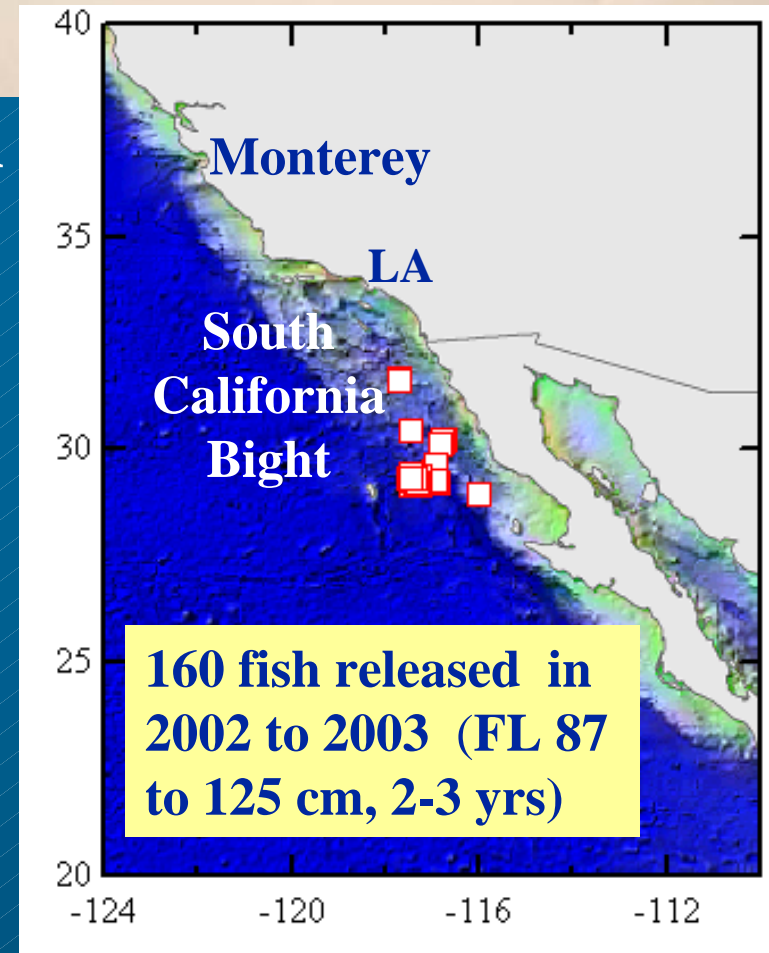 40
Monterey
35
LA
South
California
Bight
30
25
160 fish released in
2002 to 2003 (FL 87
to 125 cm, 2-3 yrs)
20
-124 -120 -116 -112